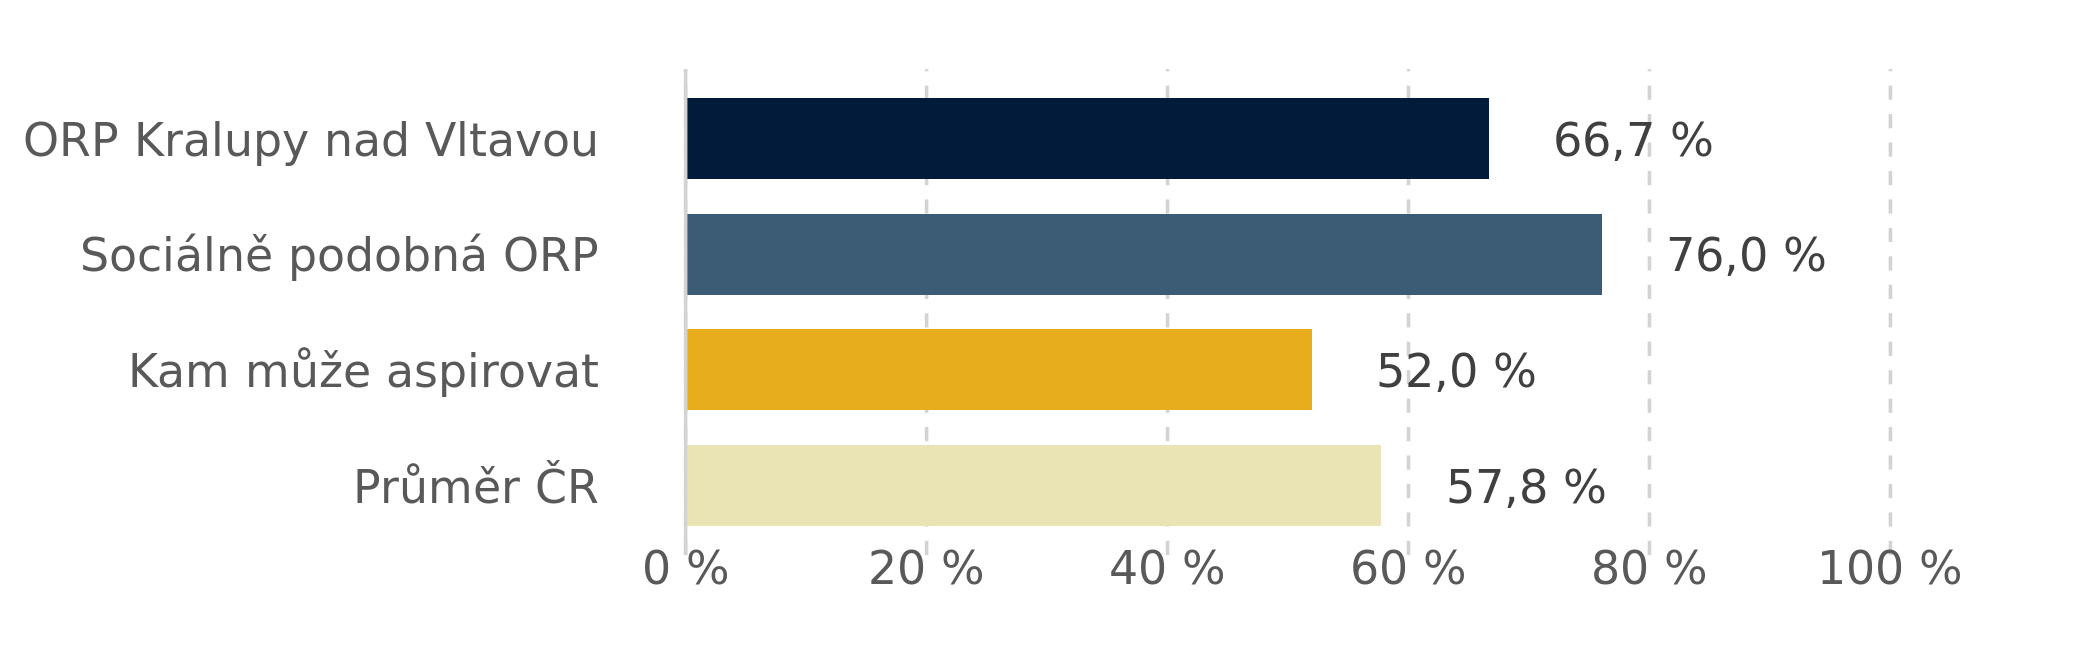 ORP Kralupy nad Vltavou
66,7 %
Sociálně podobná ORP
76,0 %
Kam může aspirovat
52,0 %
Průměr ČR
57,8 %
0 % 20 % 40 % 60 % 80 % 100 %